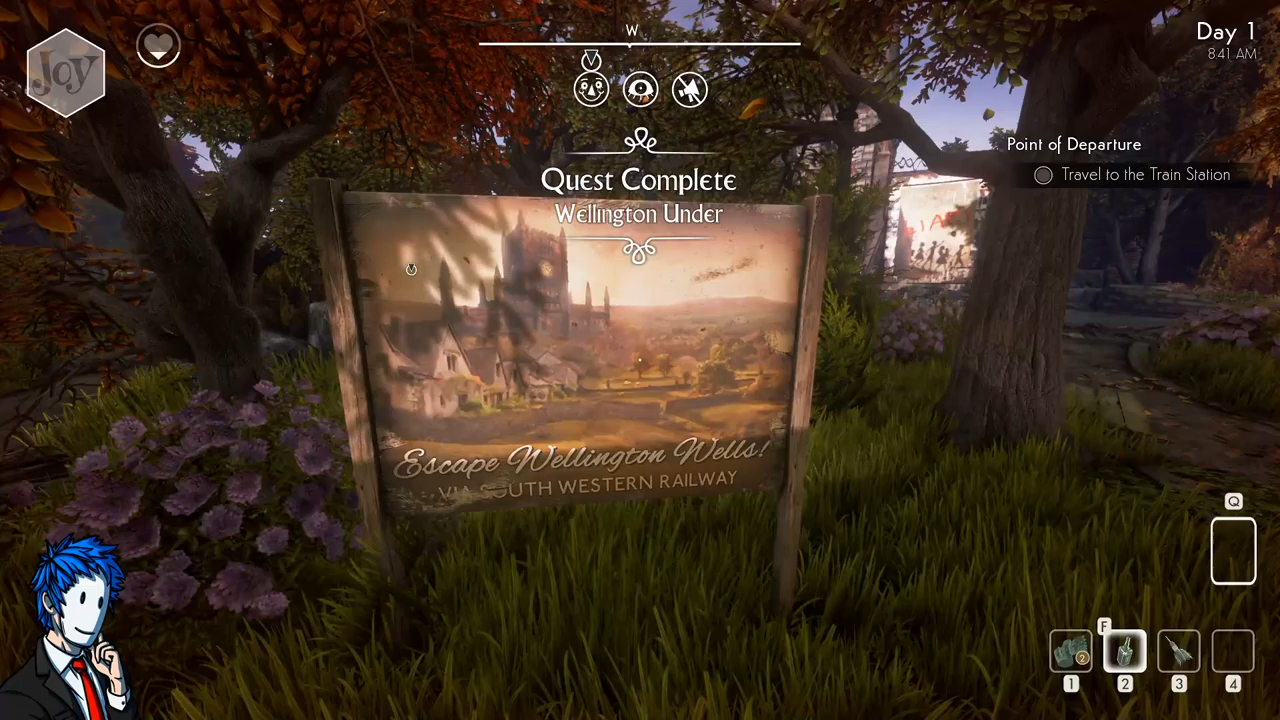 Joy
W
Day 1
8:41 AM
Quest Complete
Wellington Under
Point of Departure
Travel to the Train Station
Escape Wellington Wells!
VIA SOUTH WESTERN RAILWAY
Q
F
2
1
2
3
4